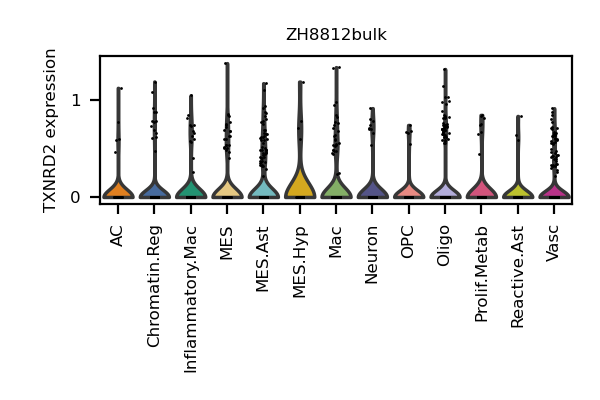 ZH8812bulk
TXNRD2 expression
1
0
AC
Chromatin.Reg
Inflammatory.Mac
MES
MES.Ast
MES.Hyp
Mac
Neuron
OPC
Oligo
Prolif.Metab
Reactive.Ast
Vasc